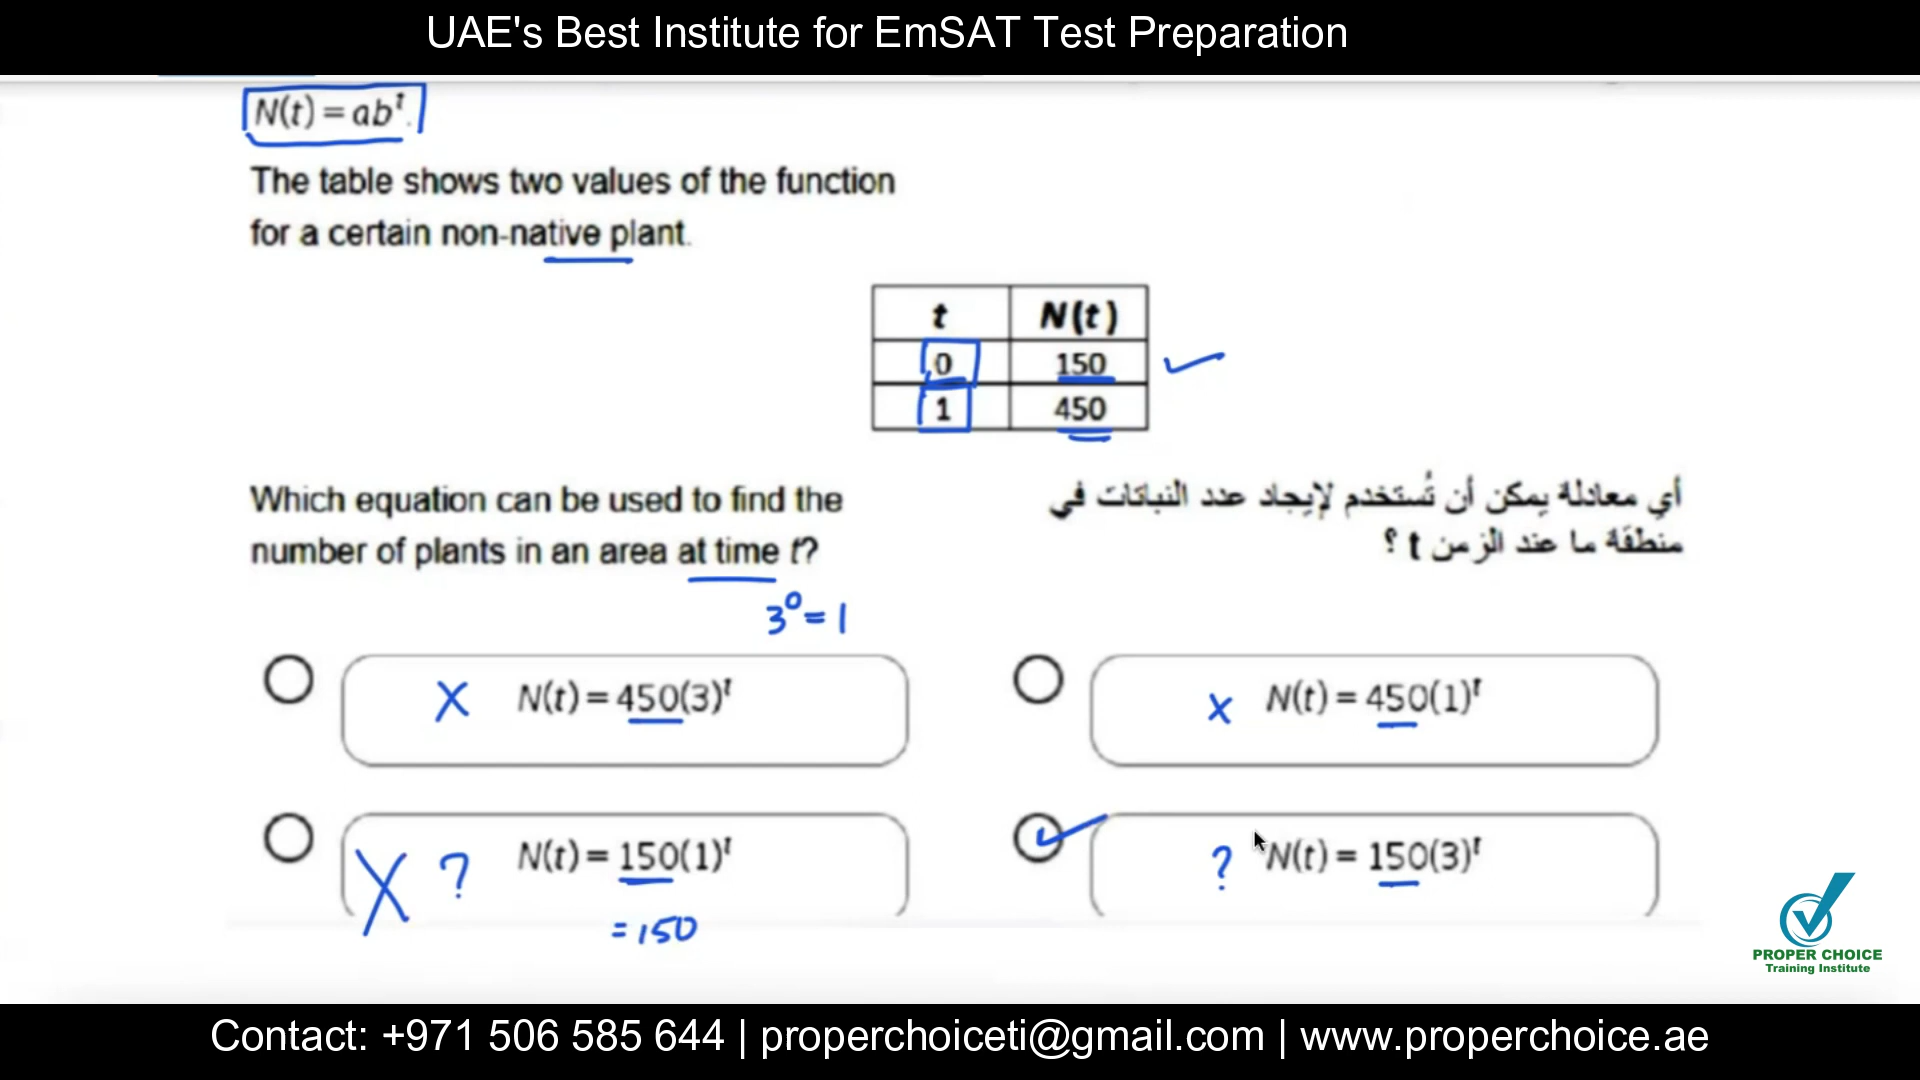 UAE's Best Institute for EmSAT Test Preparation
N(t) = abᵗ.
The table shows two values of the function
for a certain non-native plant.
t N(t)
0 150
1 450
Which equation can be used to find the
number of plants in an area at time t?
أي معادلة يمكن أن تُستخدم لإيجاد عدد النباتات في
منطقة ما عند الزمن t ؟
3⁰ = 1
X N(t) = 450(3)ᵗ
x N(t) = 450(1)ᵗ
X ? N(t) = 150(1)ᵗ
= 150
? N(t) = 150(3)ᵗ
PROPER CHOICE
Training Institute
Contact: +971 506 585 644 | properchoiceti@gmail.com | www.properchoice.ae